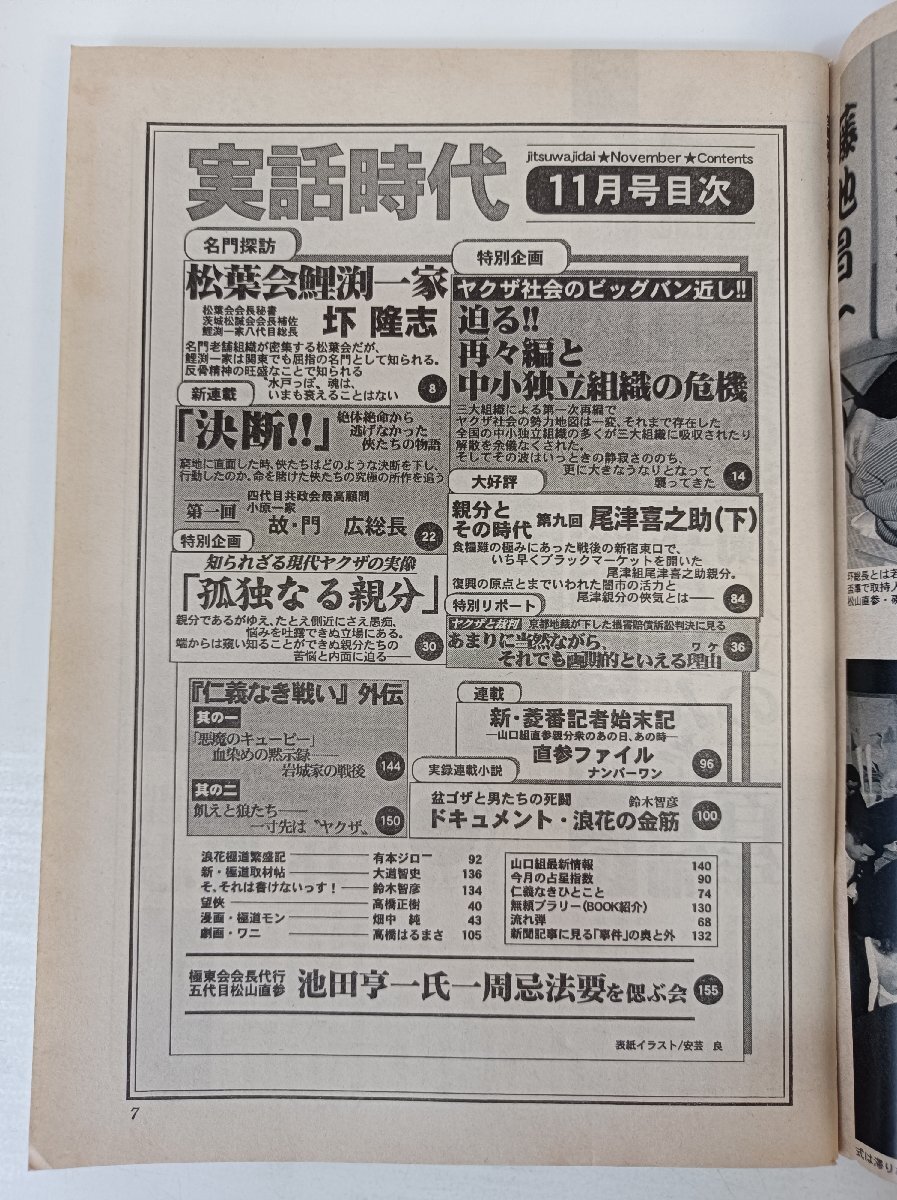 実話時代
jitsuwajidai★November★Contents
11月号目次
名門探訪
松葉会鯉渕一家
松葉会会長秘書
茨城松誠会会長補佐
鯉渕一家八代目総長
圷 隆志
名門老舗組織が密集する松葉会だが、
鯉渕一家は関東でも屈指の名門として知られる。
反骨精神の旺盛なことで知られる
〝水戸っぽ〟魂は、
いまも衰えることはない
8
新連載
「決断!!」
絶体絶命から
逃げなかった
俠たちの物語
窮地に直面した時、俠たちはどのような決断を下し、
行動したのか。命を賭けた俠たちの究極の所作を追う
第一回
四代目共政会最高顧問
小原一家
故・門 広総長
22
特別企画
知られざる現代ヤクザの実像
「孤独なる親分」
親分であるがゆえ、たとえ側近にさえ愚痴、
悩みを吐露できぬ立場にある。
端からは窺い知ることができぬ親分たちの
苦悩と内面に迫る——
30
特別企画
ヤクザ社会のビッグバン近し!!
迫る!!
再々編と
中小独立組織の危機
三大組織による第一次再編で
ヤクザ社会の勢力地図は一変、それまで存在した
全国の中小独立組織の多くが三大組織に吸収されたり
解散を余儀なくされた。
そしてその波はいっときの静寂さののち、
更に大きなうなりとなって
襲ってきた
14
大好評
親分と
その時代
第九回 尾津喜之助(下)
食糧難の極みにあった戦後の新宿東口で、
いち早くブラックマーケットを開いた
尾津組尾津喜之助親分。
復興の原点とまでいわれた闇市の活力と
尾津親分の俠気とは——
84
特別リポート
ヤクザと裁判 京都地裁が下した損害賠償訴訟判決に見る
あまりに当然ながら、
それでも画期的といえる理由
ワケ
36
『仁義なき戦い』外伝
其の一
「悪魔のキューピー」
血染めの黙示録——
岩城家の戦後
144
其の二
飢えと狼たち——
一寸先は〝ヤクザ〟
150
連載
新・菱番記者始末記
—山口組直参親分衆のあの日、あの時—
直参ファイル
ナンバーワン
96
実録連載小説
盆ゴザと男たちの死闘
鈴木智彦
ドキュメント・浪花の金筋
100
浪花極道繁盛記 有本ジロー 92
新・極道取材帖 大道智史 136
そ、それは書けないっす! 鈴木智彦 134
望俠 高橋正樹 40
漫画・極道モン 畑中 純 43
劇画・ワニ 高橋はるまさ 105
山口組最新情報 140
今月の占星指数 90
仁義なきひとこと 74
無頼ブラリー(BOOK紹介) 130
流れ弾 68
新聞記事に見る「事件」の奥と外 132
極東会会長代行
五代目松山直参
池田亨一氏一周忌法要を偲ぶ会
155
表紙イラスト/安芸 良
7